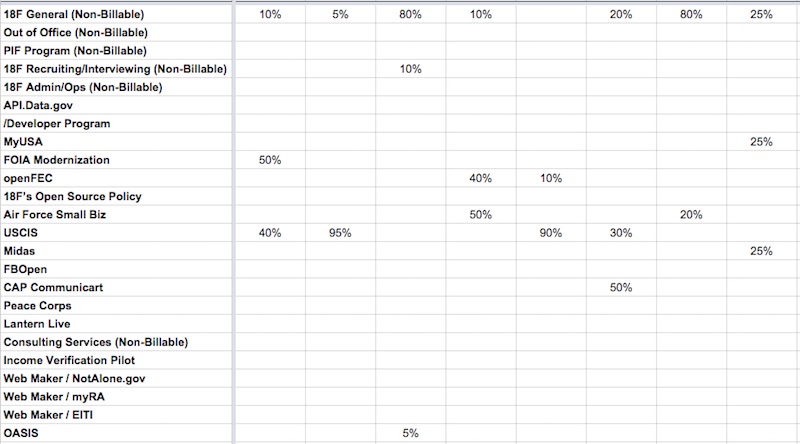 18F General (Non-Billable) 10% 5% 80% 10% 20% 80% 25%
Out of Office (Non-Billable)
PIF Program (Non-Billable)
18F Recruiting/Interviewing (Non-Billable) 10%
18F Admin/Ops (Non-Billable)
API.Data.gov
/Developer Program
MyUSA 25%
FOIA Modernization 50%
openFEC 40% 10%
18F's Open Source Policy
Air Force Small Biz 50% 20%
USCIS 40% 95% 90% 30%
Midas 25%
FBOpen
CAP Communicart 50%
Peace Corps
Lantern Live
Consulting Services (Non-Billable)
Income Verification Pilot
Web Maker / NotAlone.gov
Web Maker / myRA
Web Maker / EITI
OASIS 5%